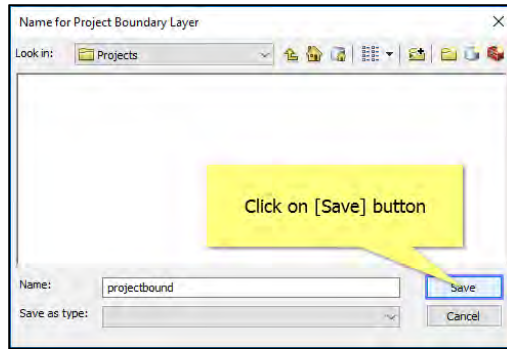 Name for Project Boundary Layer
Look in: Projects
Click on [Save] button
Name: projectbound Save
Save as type: Cancel